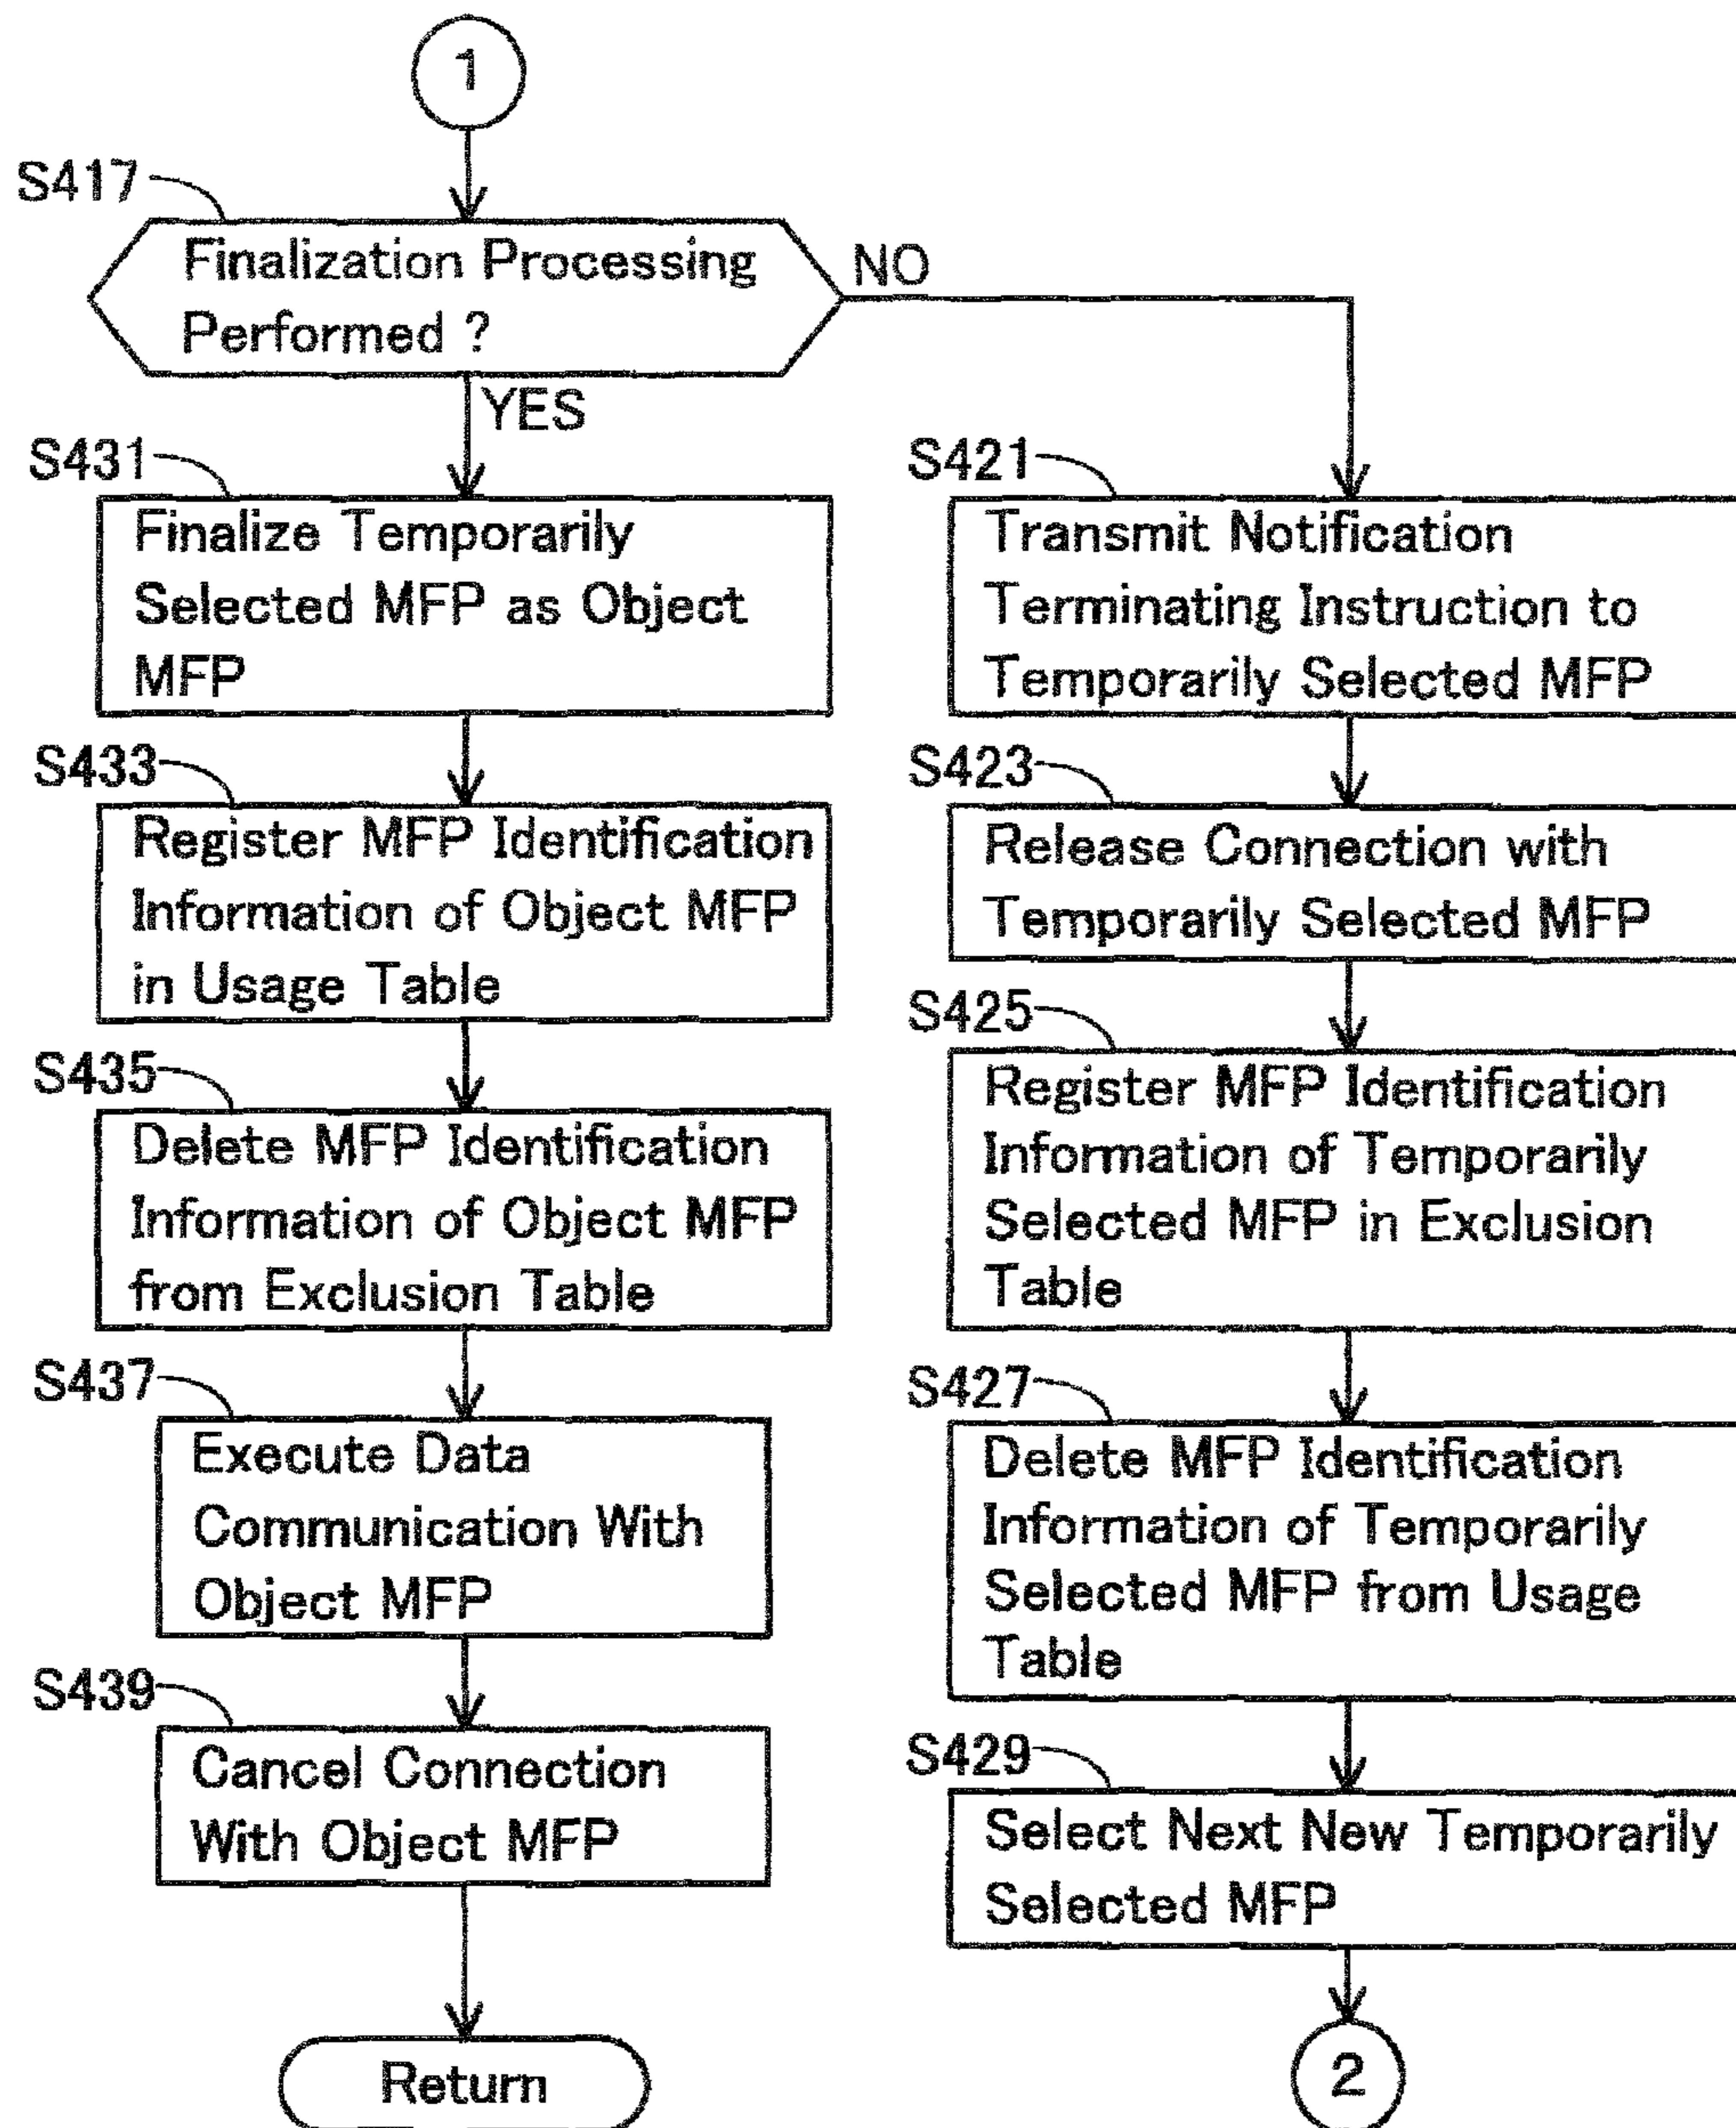 1
S417
Finalization Processing
Performed ?
NO
YES
S431
Finalize Temporarily
Selected MFP as Object
MFP
S433
Register MFP Identification
Information of Object MFP
in Usage Table
S435
Delete MFP Identification
Information of Object MFP
from Exclusion Table
S437
Execute Data
Communication With
Object MFP
S439
Cancel Connection
With Object MFP
Return
S421
Transmit Notification
Terminating Instruction to
Temporarily Selected MFP
S423
Release Connection with
Temporarily Selected MFP
S425
Register MFP Identification
Information of Temporarily
Selected MFP in Exclusion
Table
S427
Delete MFP Identification
Information of Temporarily
Selected MFP from Usage
Table
S429
Select Next New Temporarily
Selected MFP
2